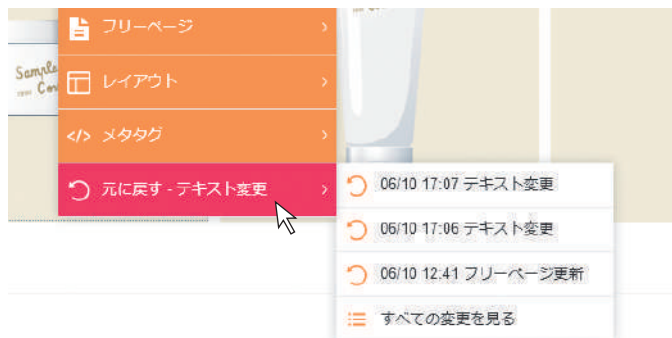 フリーページ
Sample
レイアウト
</> メタタグ
元に戻す - テキスト変更
06/10 17:07 テキスト変更
06/10 17:06 テキスト変更
06/10 12:41 フリーページ更新
すべての変更を見る